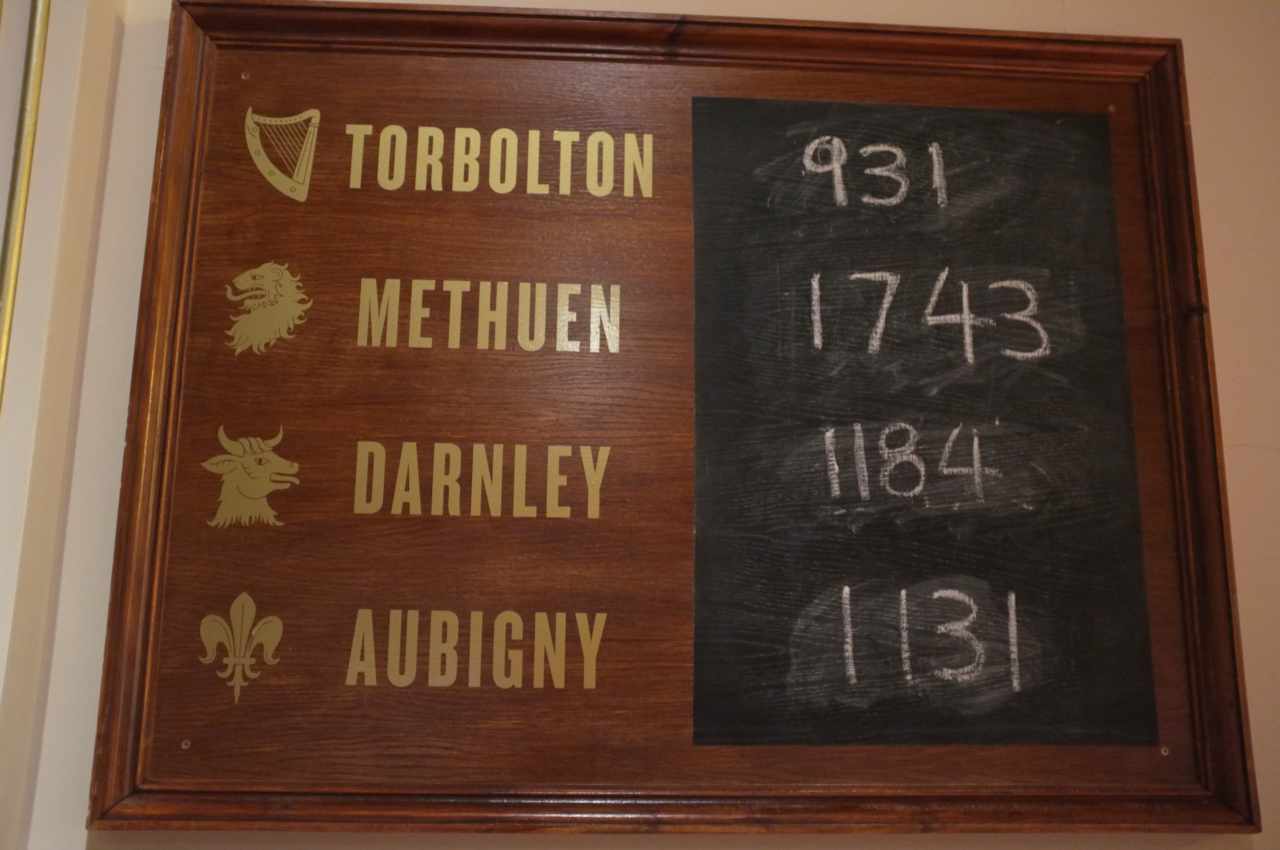 TORBOLTON 931
METHUEN 1743
DARNLEY 1184
AUBIGNY 1131